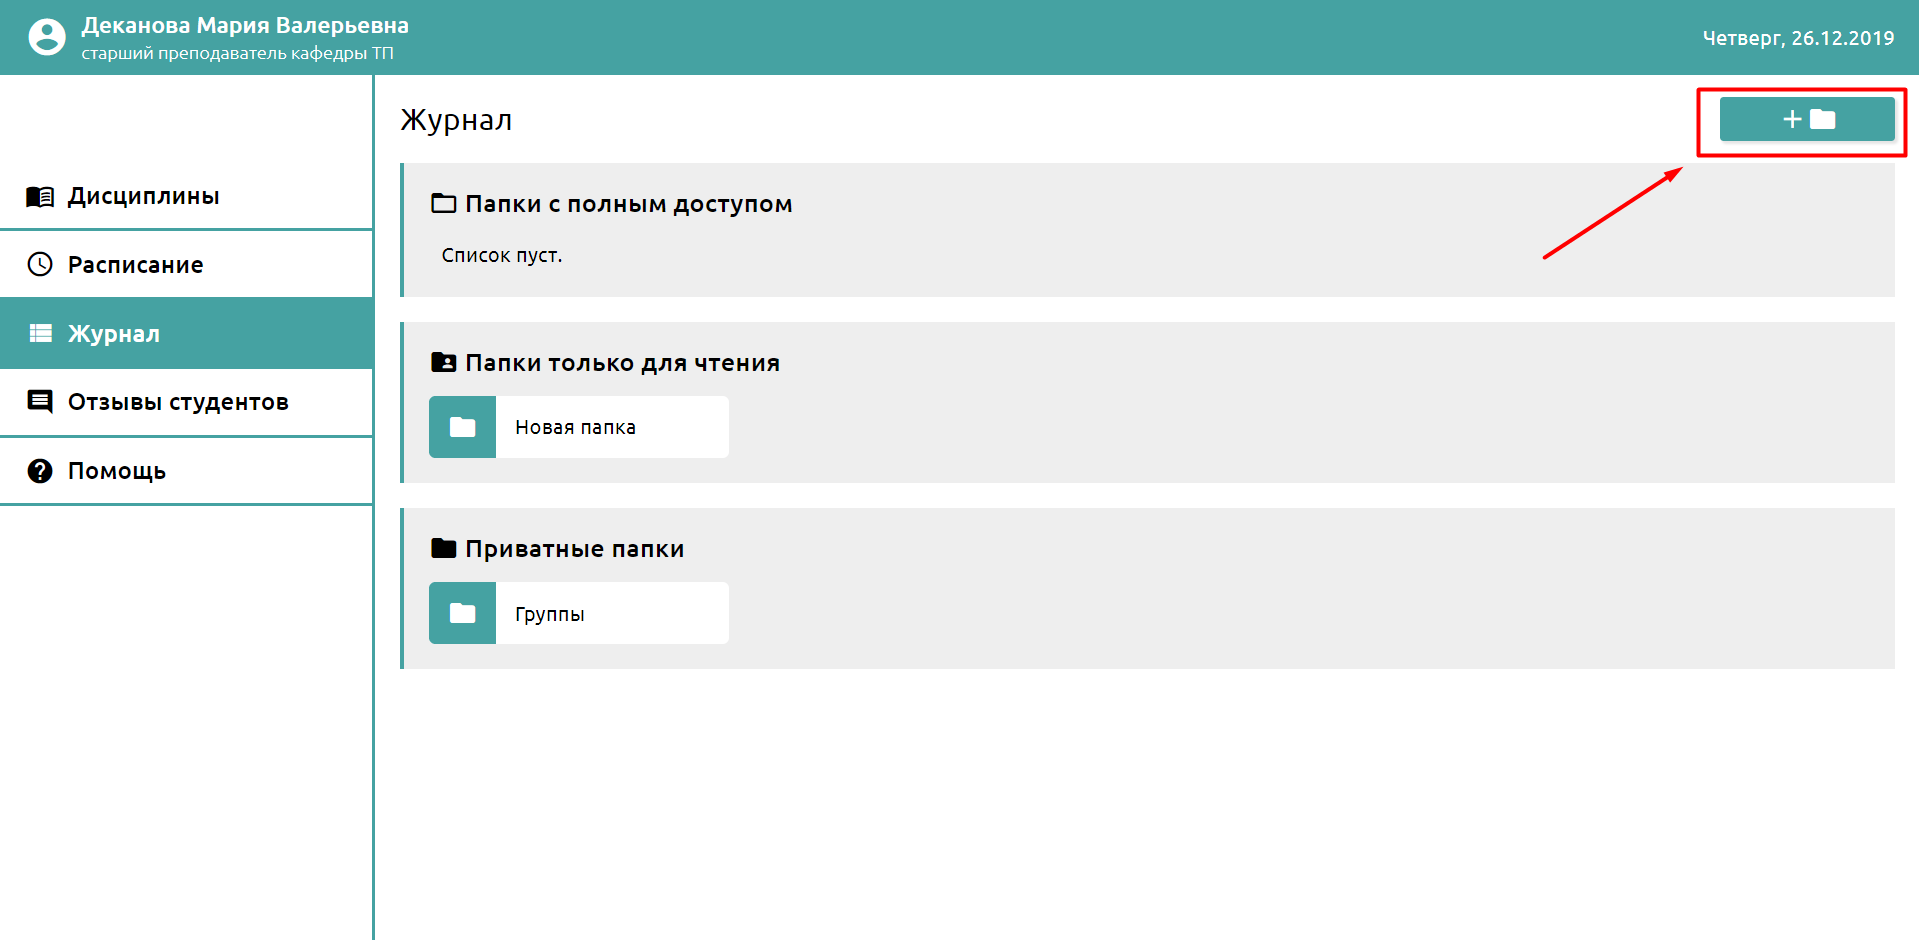 Деканова Мария Валерьевна
старший преподаватель кафедры ТП
Четверг, 26.12.2019
Дисциплины
Расписание
Журнал
Отзывы студентов
Помощь
Журнал
Папки с полным доступом
Список пуст.
Папки только для чтения
Новая папка
Приватные папки
Группы